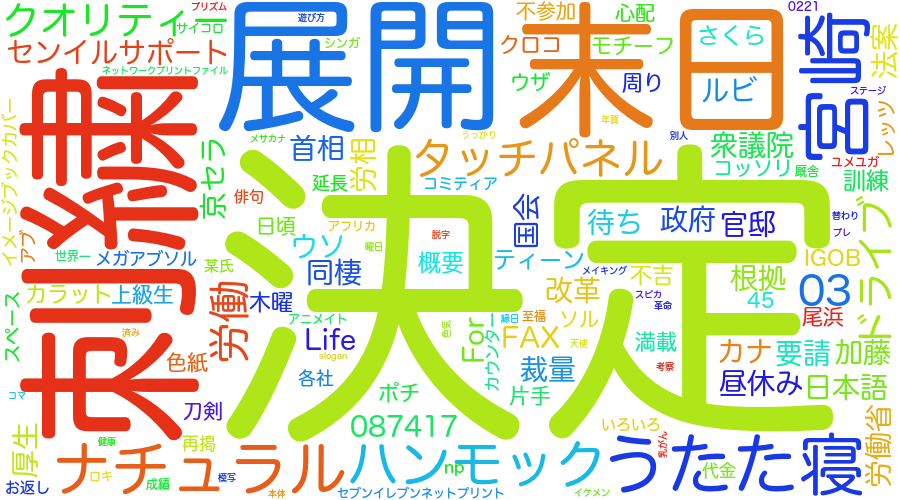 クオリティ
プリズム
サイコロ
センイルサポート
ネットワークプリントファイル
遊び方
シンガ
展開
末日
不参加
心配
クロコ
モチーフ
ウザ
周り
年賀
さくら
ルビ
0221
宮崎
法案
ステージ
レッツ
隷
刺繍
イメージブックカバー
京セラ
メサカナ
首相
労相
うっかり
タッチパネル
別人
衆議院
コッソリ
ユメユガ
厩舎
訓練
延長
コミティア
俳句
日頃
アフリカ
脱字
国会
待ち
政府
官邸
替わり
プレ
ドライブ
アブ
世界一
メガアブソル
某氏
ウソ
曜日
同棲
概要
ティーン
メイキング
不吉
根拠
IGOB
カラット
上級生
労働
木曜
改革
スピカ
革命
45
03
スペース
済み
アニメイト
色気
For
カウンター
縁日
至福
ソル
尾浜
Life
slogan
FAX
天使
満載
カナ
要請
加藤
色紙
各社
裁量
考察
昼休み
日本語
コマ
刀剣
ポチ
片手
決定
087417
いろいろ
乳がん
労働省
厚生
健康
再掲
ナチュラル
ハンモック
うたた寝
お返し
ロキ
成績
模写
本体
np
セブンイレブンネットプリント
イケメン
代金